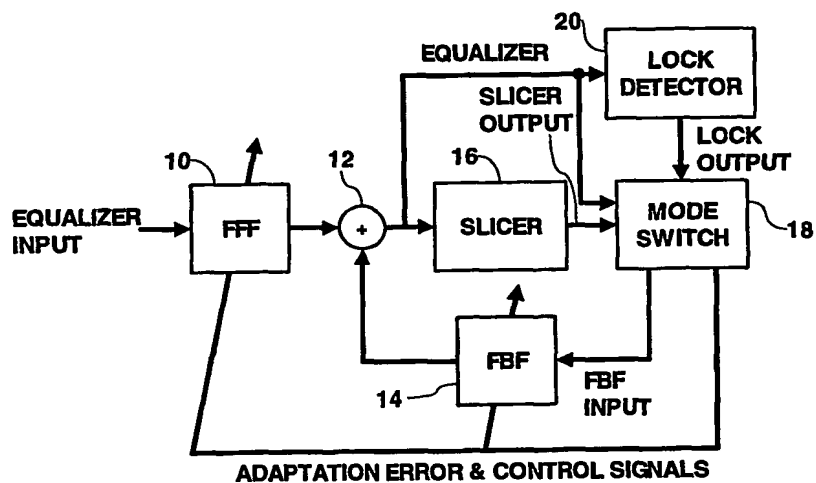 20
EQUALIZER
LOCK
DETECTOR
SLICER
OUTPUT
LOCK
OUTPUT
10
12
16
EQUALIZER
INPUT
FFF
+
SLICER
MODE
SWITCH
18
FBF
14
FBF
INPUT
ADAPTATION ERROR & CONTROL SIGNALS